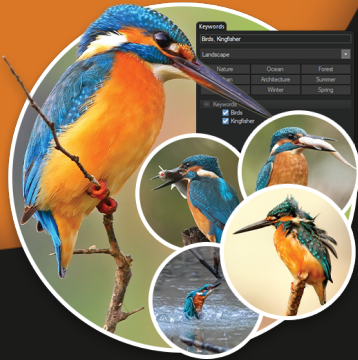 Keywords
Birds, Kingfisher
Landscape
Nature Ocean Forest
Architecture Summer
Winter Spring
Keywords
Birds
Kingfisher